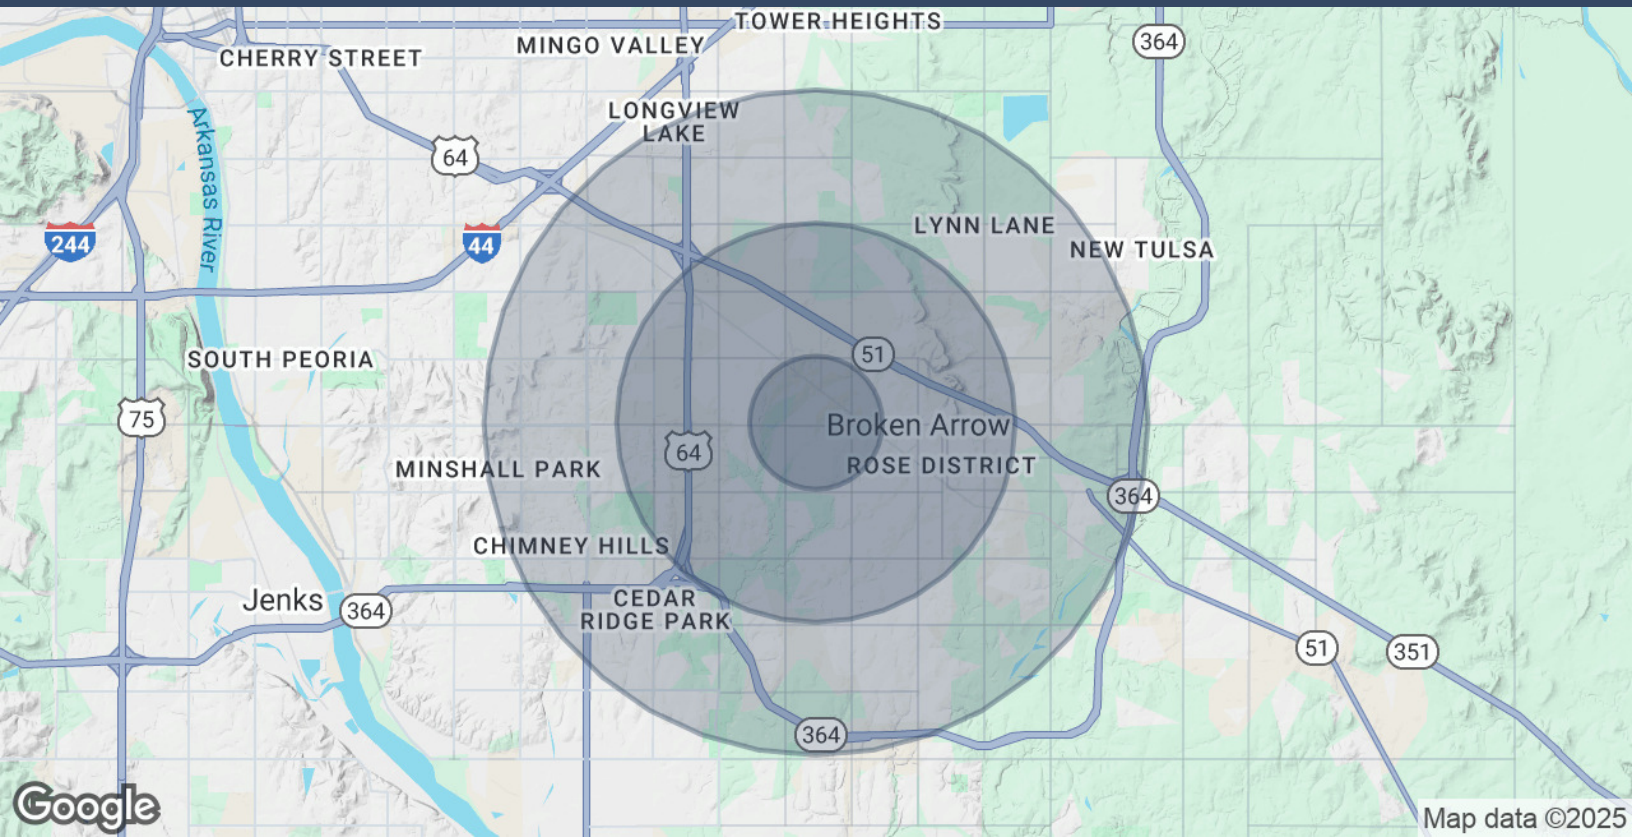 TOWER HEIGHTS
364
MINGO VALLEY
CHERRY STREET
LONGVIEW
LAKE
64
Arkansas River
LYNN LANE
244
44
NEW TULSA
SOUTH PEORIA
51
75
Broken Arrow
64
MINSHALL PARK
ROSE DISTRICT
364
CHIMNEY HILLS
Jenks
364
CEDAR
RIDGE PARK
51
351
364
Google
Map data ©2025